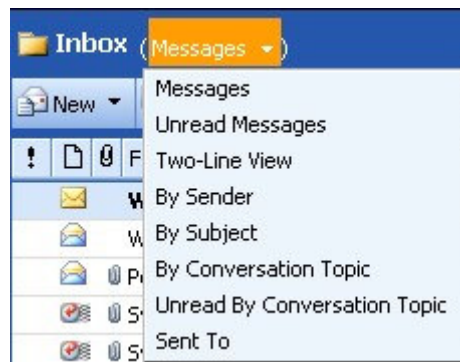 Inbox (Messages)
Messages
New
Unread Messages
! F
Two-Line View
By Sender
W
By Subject
By Conversation Topic
Unread By Conversation Topic
Sent To